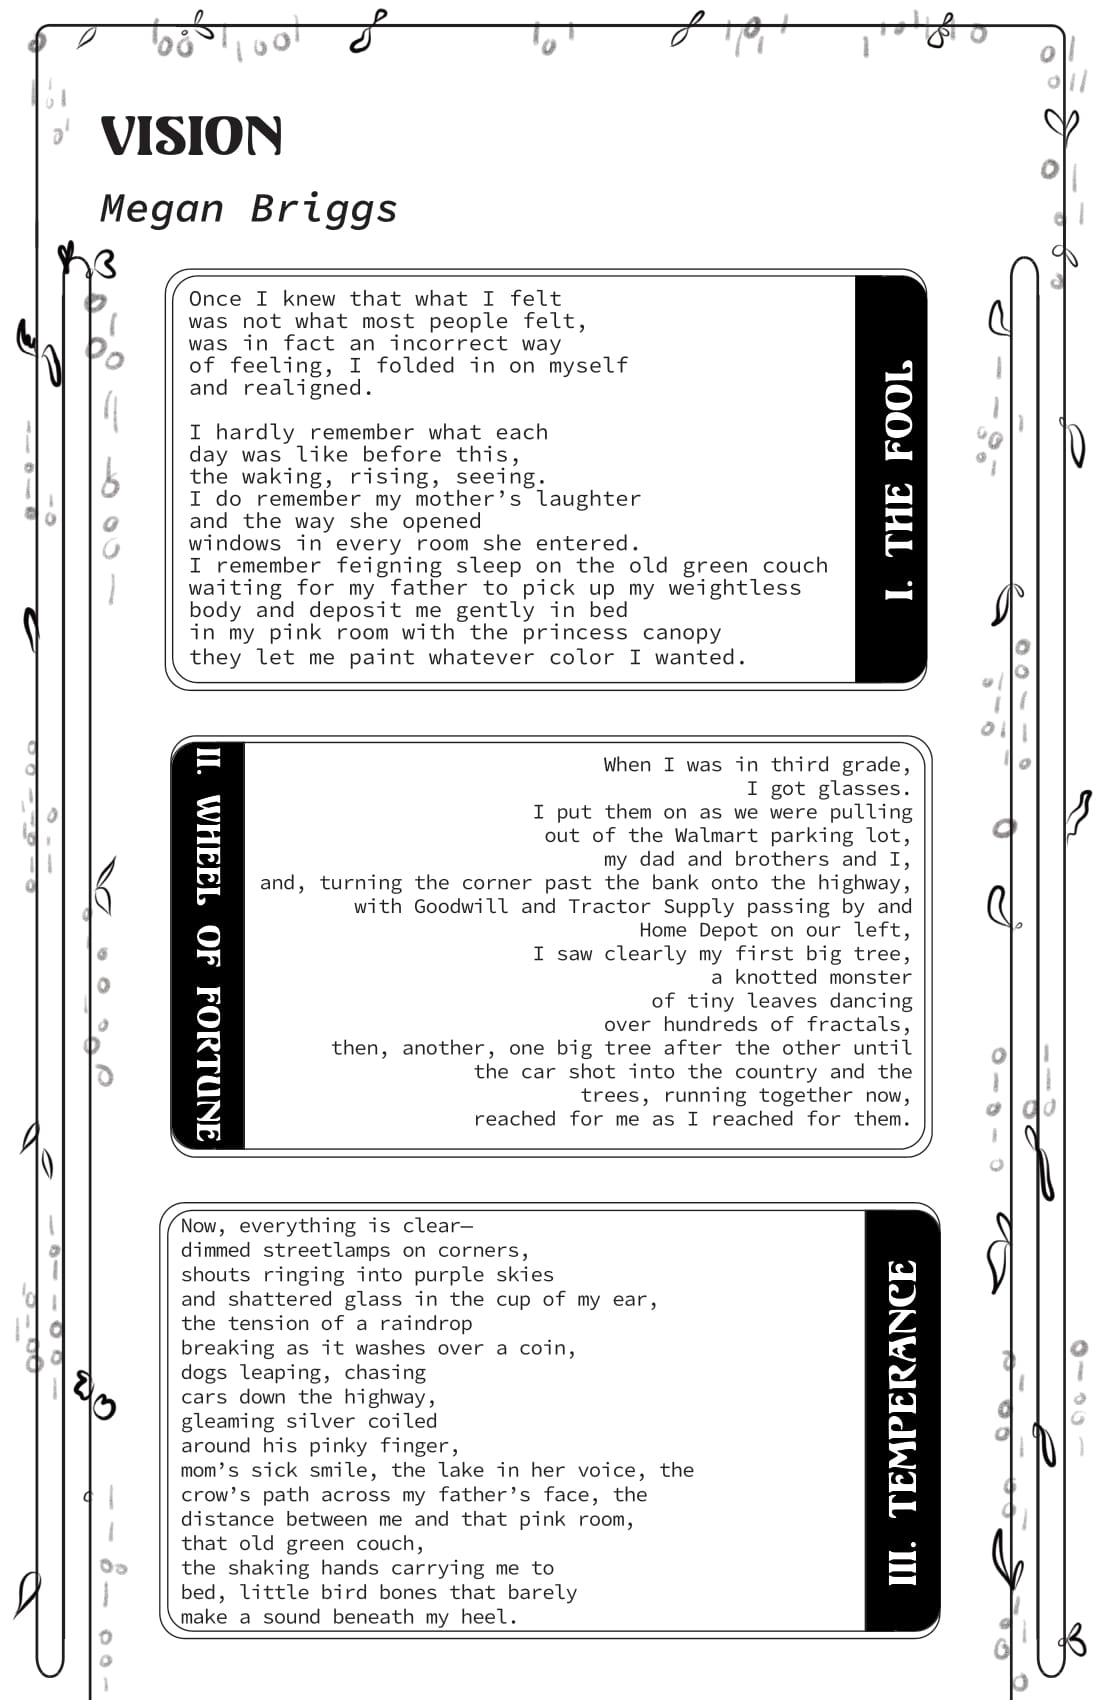 VISION
Megan Briggs
I. THE FOOL
Once I knew that what I felt
was not what most people felt,
was in fact an incorrect way
of feeling, I folded in on myself
and realigned.
I hardly remember what each
day was like before this,
the waking, rising, seeing.
I do remember my mother’s laughter
and the way she opened
windows in every room she entered.
I remember feigning sleep on the old green couch
waiting for my father to pick up my weightless
body and deposit me gently in bed
in my pink room with the princess canopy
they let me paint whatever color I wanted.
II. WHEEL OF FORTUNE
When I was in third grade,
I got glasses.
I put them on as we were pulling
out of the Walmart parking lot,
my dad and brothers and I,
and, turning the corner past the bank onto the highway,
with Goodwill and Tractor Supply passing by and
Home Depot on our left,
I saw clearly my first big tree,
a knotted monster
of tiny leaves dancing
over hundreds of fractals,
then, another, one big tree after the other until
the car shot into the country and the
trees, running together now,
reached for me as I reached for them.
III. TEMPERANCE
Now, everything is clear—
dimmed streetlamps on corners,
shouts ringing into purple skies
and shattered glass in the cup of my ear,
the tension of a raindrop
breaking as it washes over a coin,
dogs leaping, chasing
cars down the highway,
gleaming silver coiled
around his pinky finger,
mom’s sick smile, the lake in her voice, the
crow’s path across my father’s face, the
distance between me and that pink room,
that old green couch,
the shaking hands carrying me to
bed, little bird bones that barely
make a sound beneath my heel.